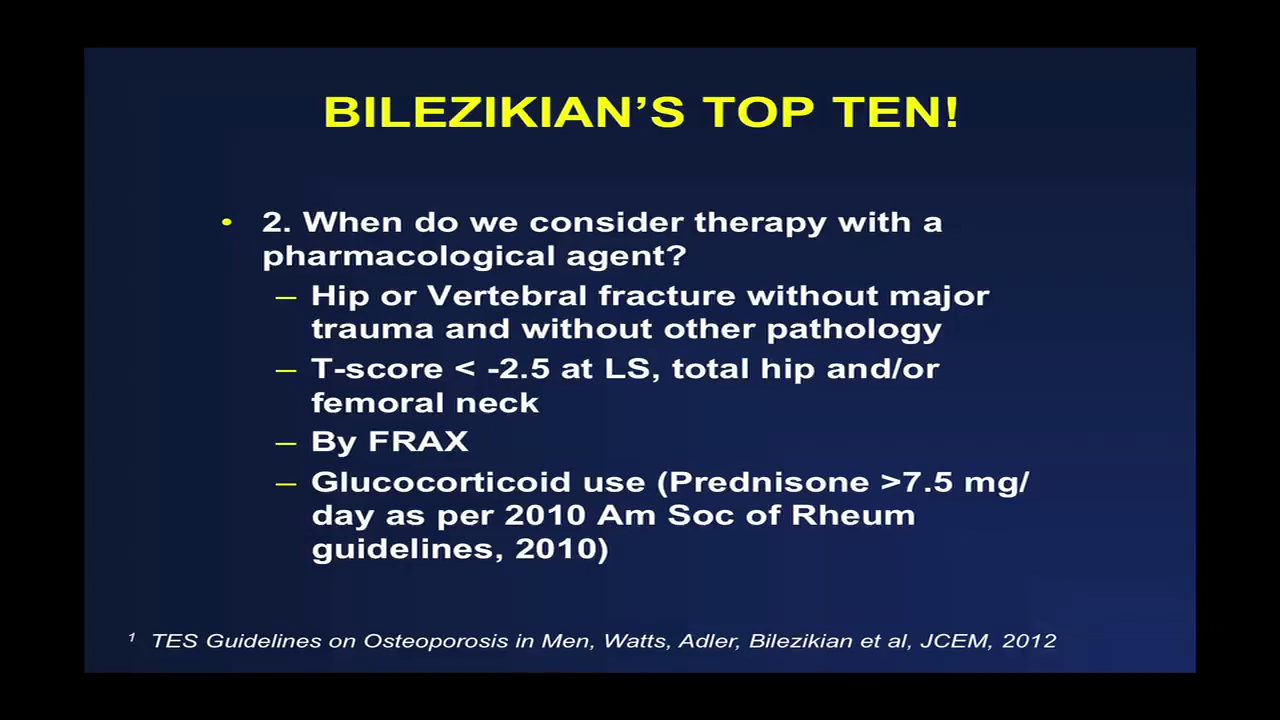 BILEZIKIAN’S TOP TEN!
• 2. When do we consider therapy with a
pharmacological agent?
– Hip or Vertebral fracture without major
trauma and without other pathology
– T-score < -2.5 at LS, total hip and/or
femoral neck
– By FRAX
– Glucocorticoid use (Prednisone >7.5 mg/
day as per 2010 Am Soc of Rheum
guidelines, 2010)
1 TES Guidelines on Osteoporosis in Men, Watts, Adler, Bilezikian et al, JCEM, 2012